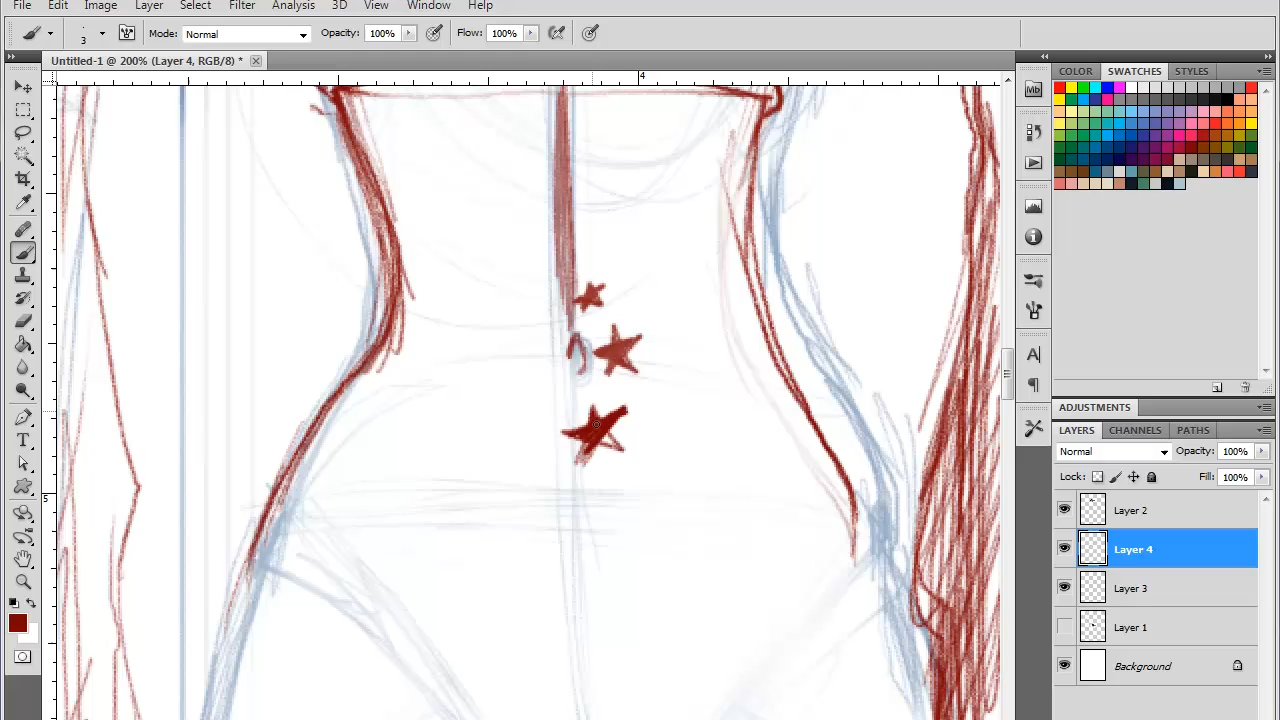 File Edit Image Layer Select Filter Analysis 3D View Window Help
3 Mode: Normal Opacity: 100% Flow: 100%
Untitled-1 @ 200% (Layer 4, RGB/8) *
4
5
COLOR SWATCHES STYLES
ADJUSTMENTS
LAYERS CHANNELS PATHS
Normal Opacity: 100%
Lock: Fill: 100%
Layer 2
Layer 4
Layer 3
Layer 1
Background